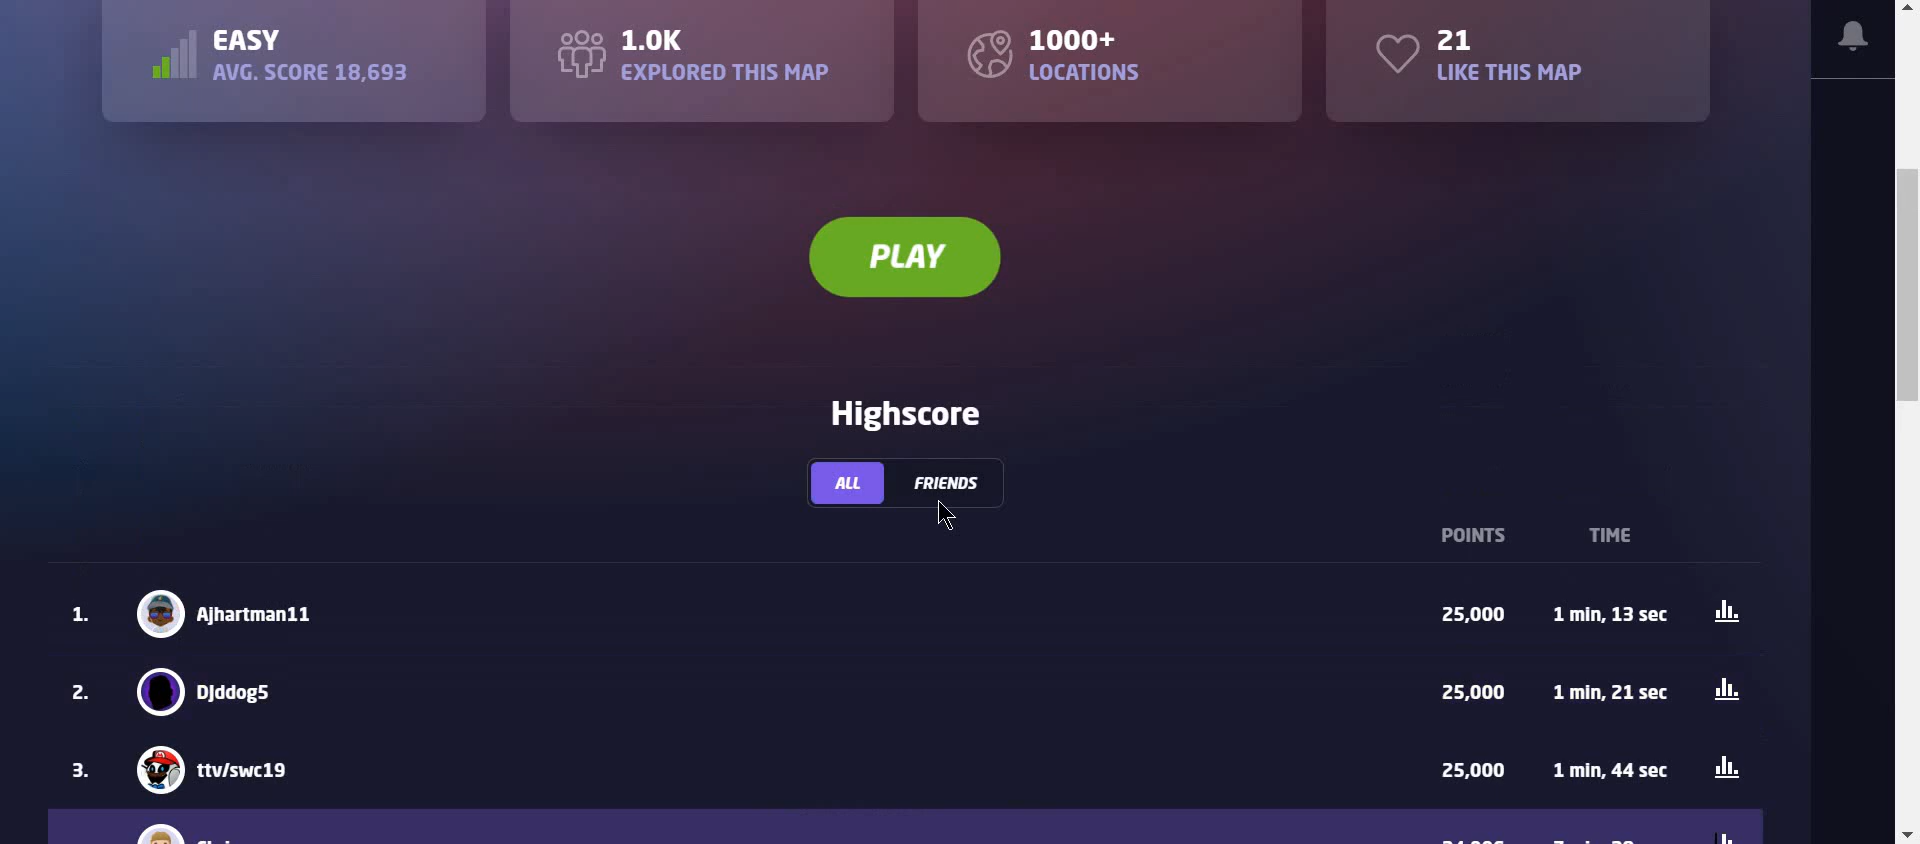 EASY
AVG. SCORE 18,693
1.0K
EXPLORED THIS MAP
1000+
LOCATIONS
21
LIKE THIS MAP
PLAY
Highscore
ALL FRIENDS
POINTS TIME
1. Ajhartman11 25,000 1 min, 13 sec
2. DJddog5 25,000 1 min, 21 sec
3. ttv/swc19 25,000 1 min, 44 sec